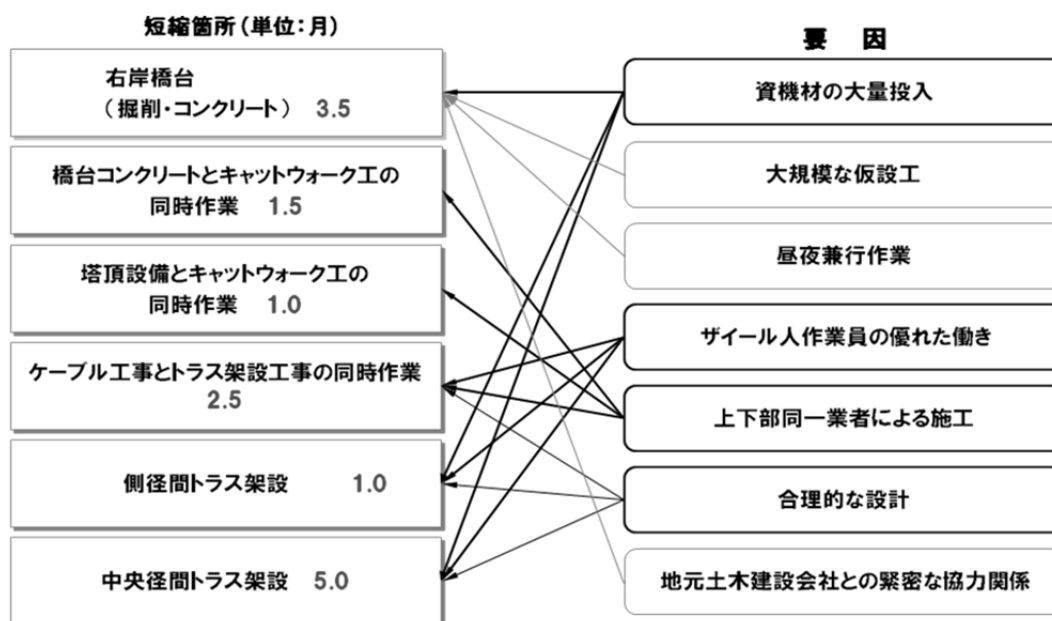 短縮箇所(単位:月)
右岸橋台
(掘削・コンクリート) 3.5
橋台コンクリートとキャットウォーク工の
同時作業 1.5
塔頂設備とキャットウォーク工の
同時作業 1.0
ケーブル工事とトラス架設工事の同時作業
2.5
側径間トラス架設 1.0
中央径間トラス架設 5.0
要 因
資機材の大量投入
大規模な仮設工
昼夜兼行作業
ザイール人作業員の優れた働き
上下部同一業者による施工
合理的な設計
地元土木建設会社との緊密な協力関係